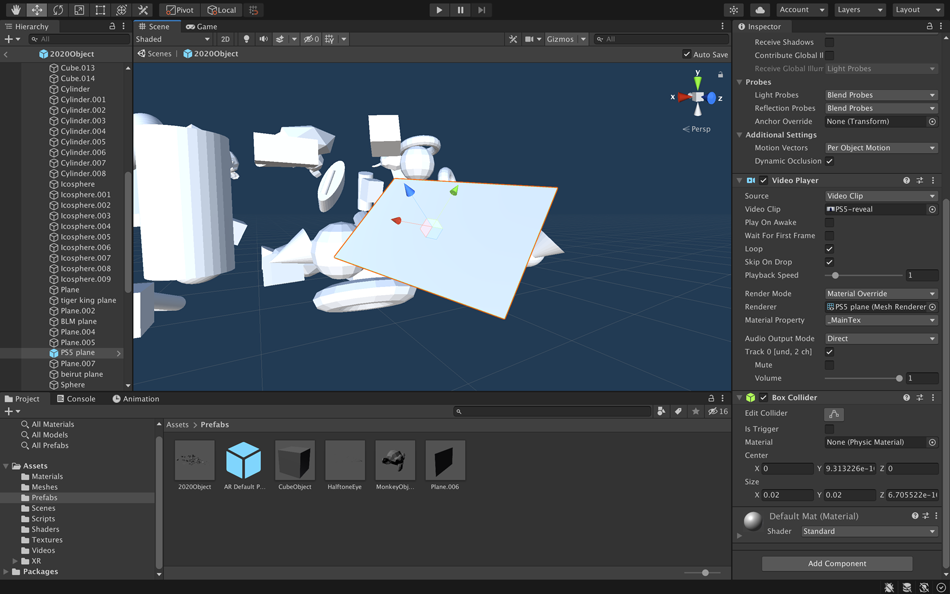 Pivot
Local
Account
Layers
Layout
Hierarchy
All
Scene
Game
Inspector
Shaded
2D
0
Gizmos
All
2020Object
Scenes
2020Object
Auto Save
Cube.013
Cube.014
Cylinder
Cylinder.001
Cylinder.002
Cylinder.003
Cylinder.004
Cylinder.005
Cylinder.006
Cylinder.007
Cylinder.008
Icosphere
Icosphere.001
Icosphere.002
Icosphere.003
Icosphere.004
Icosphere.005
Icosphere.006
Icosphere.007
Icosphere.008
Icosphere.009
Plane
tiger king plane
Plane.002
BLM plane
Plane.004
Plane.005
PS5 plane
Plane.007
beirut plane
Sphere
y
x
z
Persp
Receive Shadows
Contribute Global Il
Receive Global Illum
Light Probes
Probes
Light Probes
Blend Probes
Reflection Probes
Blend Probes
Anchor Override
None (Transform)
Additional Settings
Motion Vectors
Per Object Motion
Dynamic Occlusion
Video Player
Source
Video Clip
Video Clip
PS5-reveal
Play On Awake
Wait For First Frame
Loop
Skip On Drop
Playback Speed
1
Render Mode
Material Override
Renderer
PS5 plane (Mesh Renderer
Material Property
_MainTex
Audio Output Mode
Direct
Track 0 [und, 2 ch]
Mute
Volume
1
Box Collider
Edit Collider
Is Trigger
Material
None (Physic Material)
Center
X 0 Y 9.313226e-1 Z 0
Size
X 0.02 Y 0.02 Z 6.705522e-1
Default Mat (Material)
Shader
Standard
Add Component
Project
Console
Animation
16
All Materials
All Models
All Prefabs
Assets
Materials
Meshes
Prefabs
Scenes
Scripts
Shaders
Textures
Videos
XR
Packages
Assets
Prefabs
2020Object
AR Default P...
CubeObject
HalftoneEye
MonkeyObj...
Plane.006